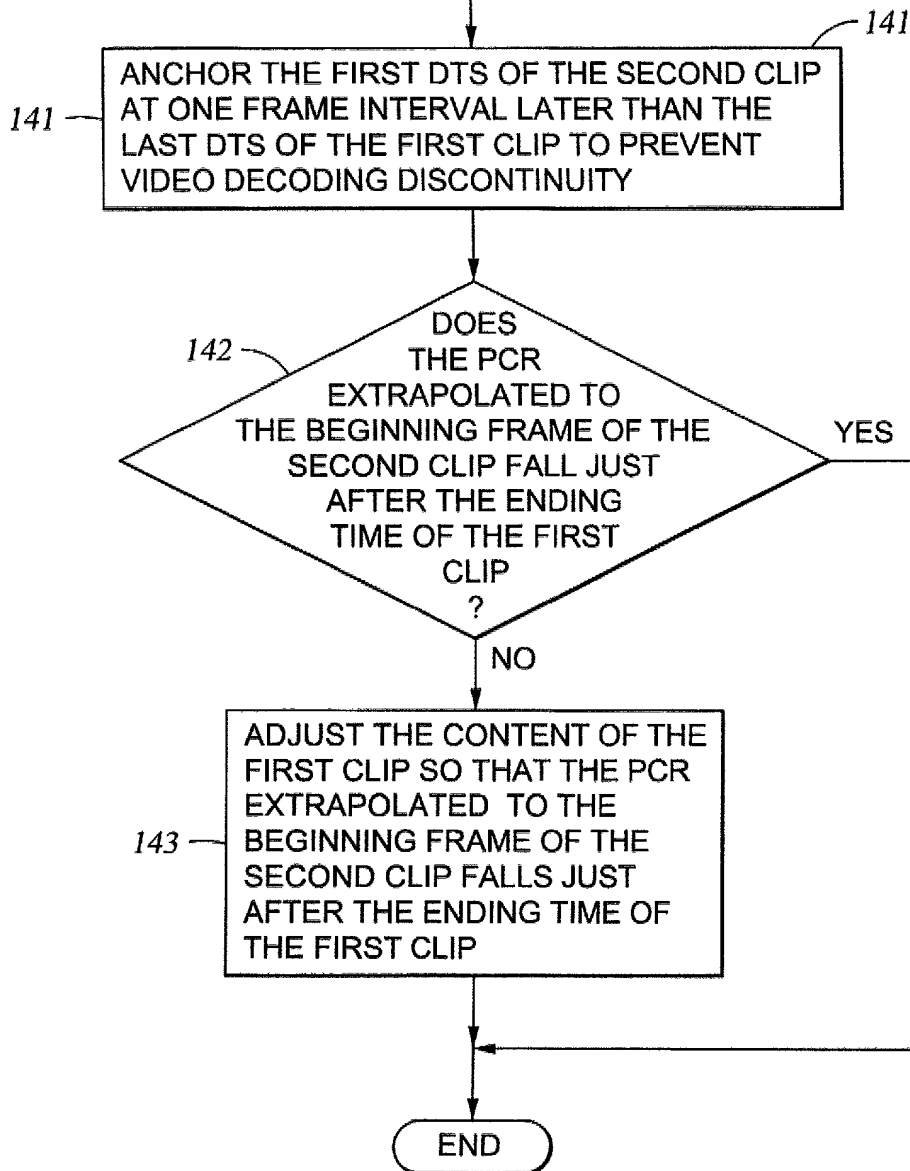 141
141
ANCHOR THE FIRST DTS OF THE SECOND CLIP
AT ONE FRAME INTERVAL LATER THAN THE
LAST DTS OF THE FIRST CLIP TO PREVENT
VIDEO DECODING DISCONTINUITY
142
DOES
THE PCR
EXTRAPOLATED TO
THE BEGINNING FRAME OF THE
SECOND CLIP FALL JUST
AFTER THE ENDING
TIME OF THE FIRST
CLIP
?
YES
NO
143
ADJUST THE CONTENT OF THE
FIRST CLIP SO THAT THE PCR
EXTRAPOLATED TO THE
BEGINNING FRAME OF THE
SECOND CLIP FALLS JUST
AFTER THE ENDING TIME OF
THE FIRST CLIP
END